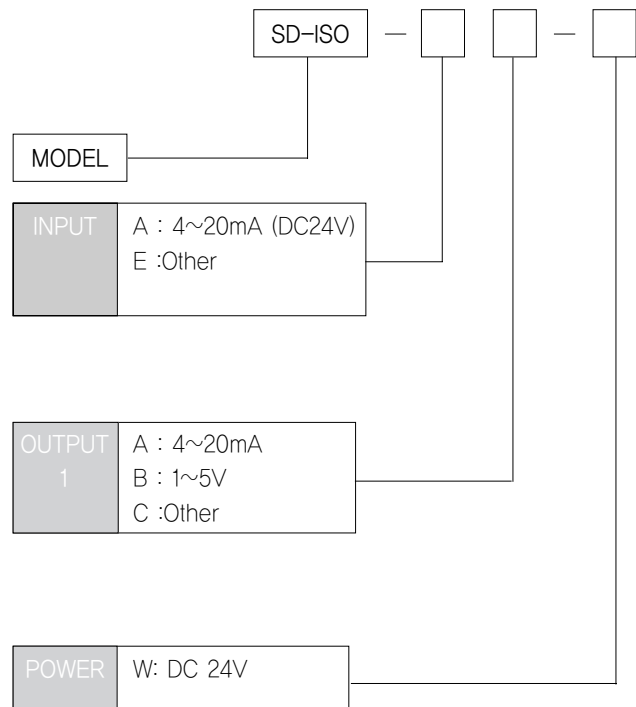 SD-ISO — —
MODEL
INPUT
A : 4~20mA (DC24V)
E :Other
OUTPUT
1
A : 4~20mA
B : 1~5V
C :Other
POWER
W: DC 24V